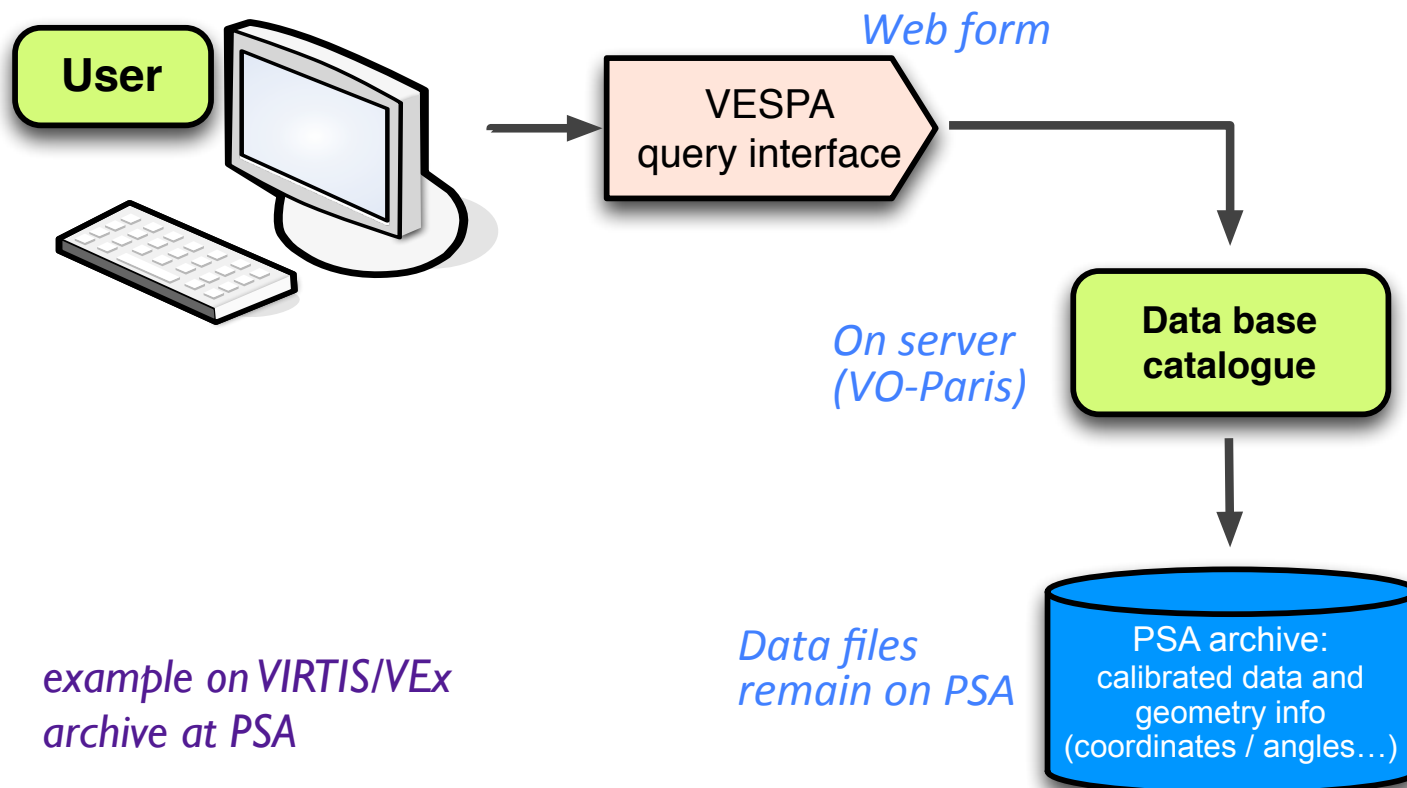 Web form
User
VESPA
query interface
On server
(VO-Paris)
Data base
catalogue
Data files
remain on PSA
PSA archive:
calibrated data and
geometry info
(coordinates / angles…)
example on VIRTIS/VEx
archive at PSA